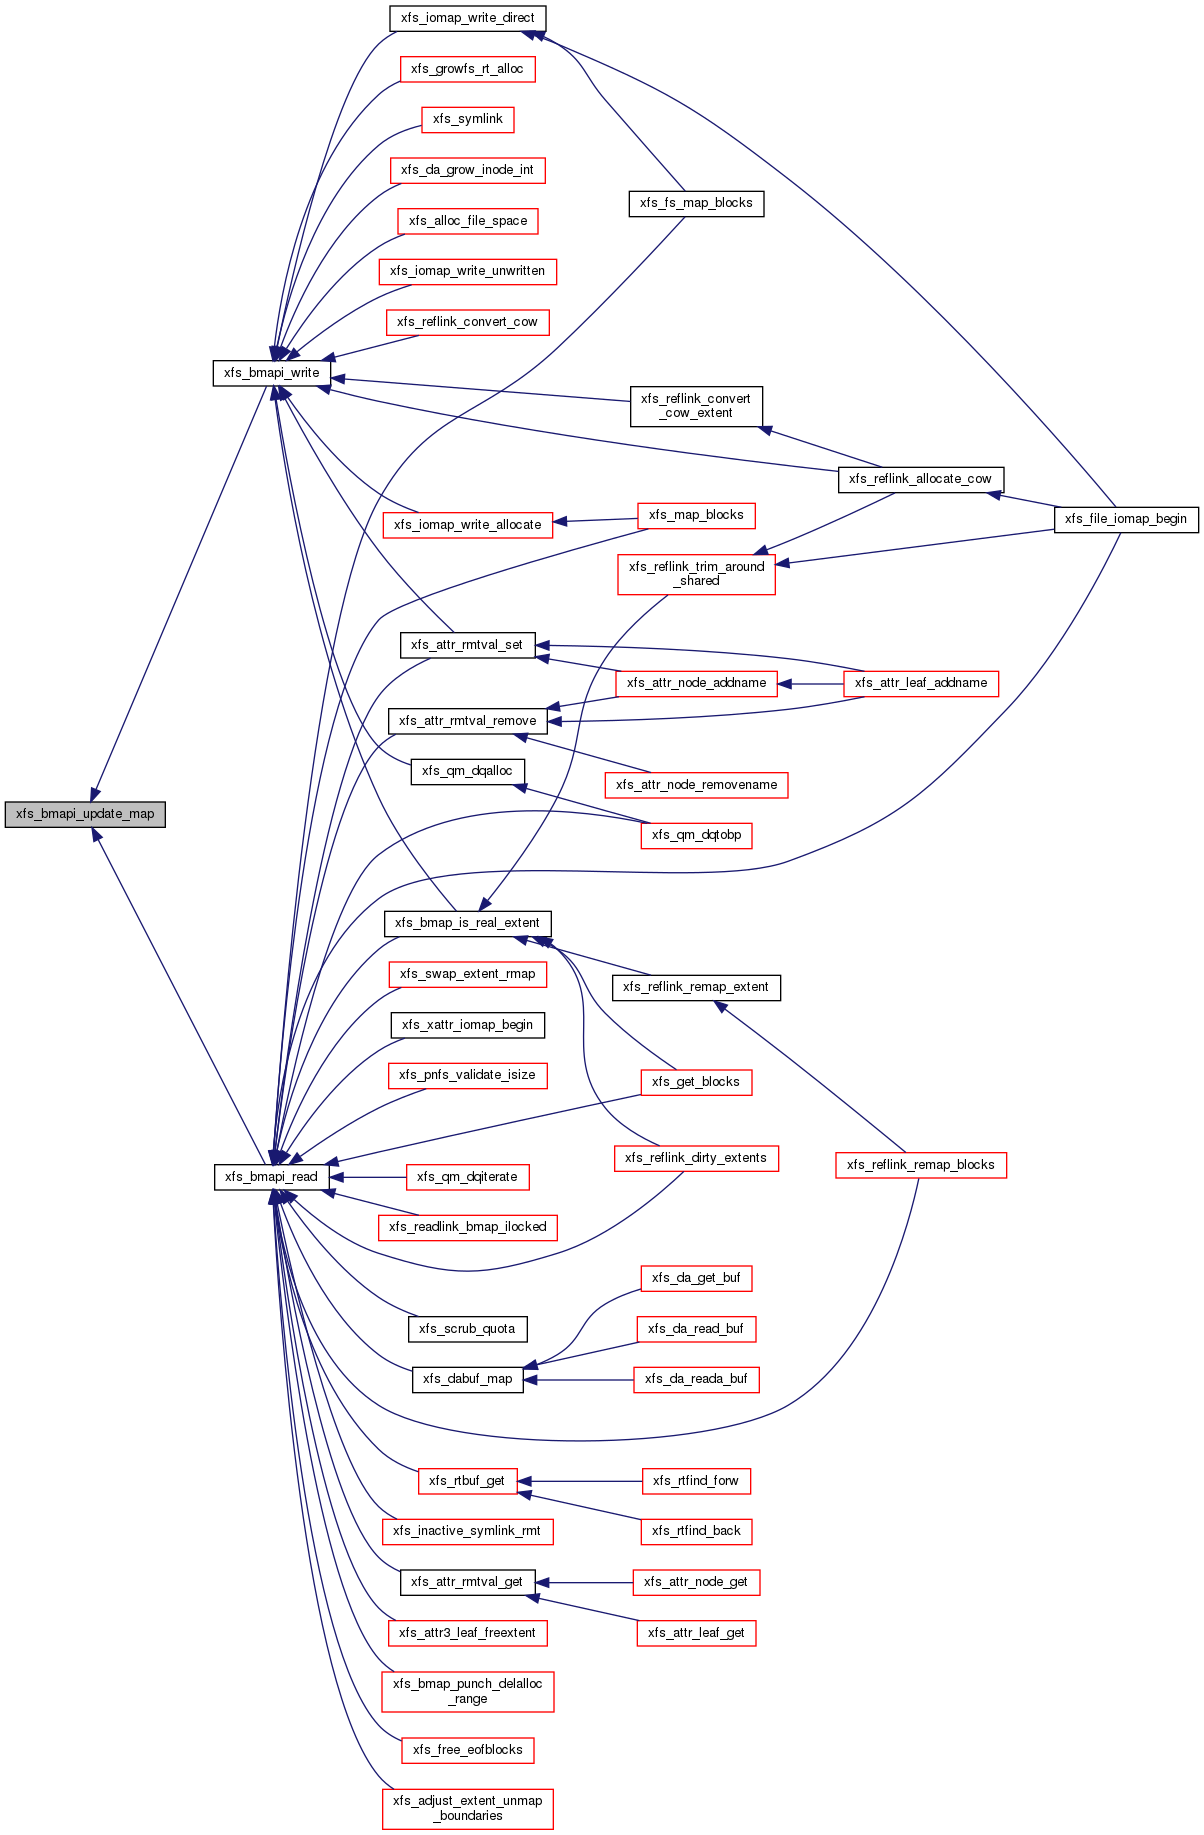 xfs_iomap_write_direct
xfs_growfs_rt_alloc
xfs_symlink
xfs_da_grow_inode_int
xfs_fs_map_blocks
xfs_alloc_file_space
xfs_iomap_write_unwritten
xfs_reflink_convert_cow
xfs_bmapi_write
xfs_reflink_convert
_cow_extent
xfs_reflink_allocate_cow
xfs_iomap_write_allocate
xfs_map_blocks
xfs_file_iomap_begin
xfs_reflink_trim_around
_shared
xfs_attr_rmtval_set
xfs_attr_node_addname
xfs_attr_leaf_addname
xfs_attr_rmtval_remove
xfs_qm_dqalloc
xfs_attr_node_removename
xfs_bmapi_update_map
xfs_qm_dqtobp
xfs_bmap_is_real_extent
xfs_swap_extent_rmap
xfs_reflink_remap_extent
xfs_xattr_iomap_begin
xfs_pnfs_validate_isize
xfs_get_blocks
xfs_reflink_dirty_extents
xfs_reflink_remap_blocks
xfs_bmapi_read
xfs_qm_dqiterate
xfs_readlink_bmap_ilocked
xfs_da_get_buf
xfs_scrub_quota
xfs_da_read_buf
xfs_dabuf_map
xfs_da_reada_buf
xfs_rtbuf_get
xfs_rtfind_forw
xfs_inactive_symlink_rmt
xfs_rtfind_back
xfs_attr_rmtval_get
xfs_attr_node_get
xfs_attr3_leaf_freextent
xfs_attr_leaf_get
xfs_bmap_punch_delalloc
_range
xfs_free_eofblocks
xfs_adjust_extent_unmap
_boundaries